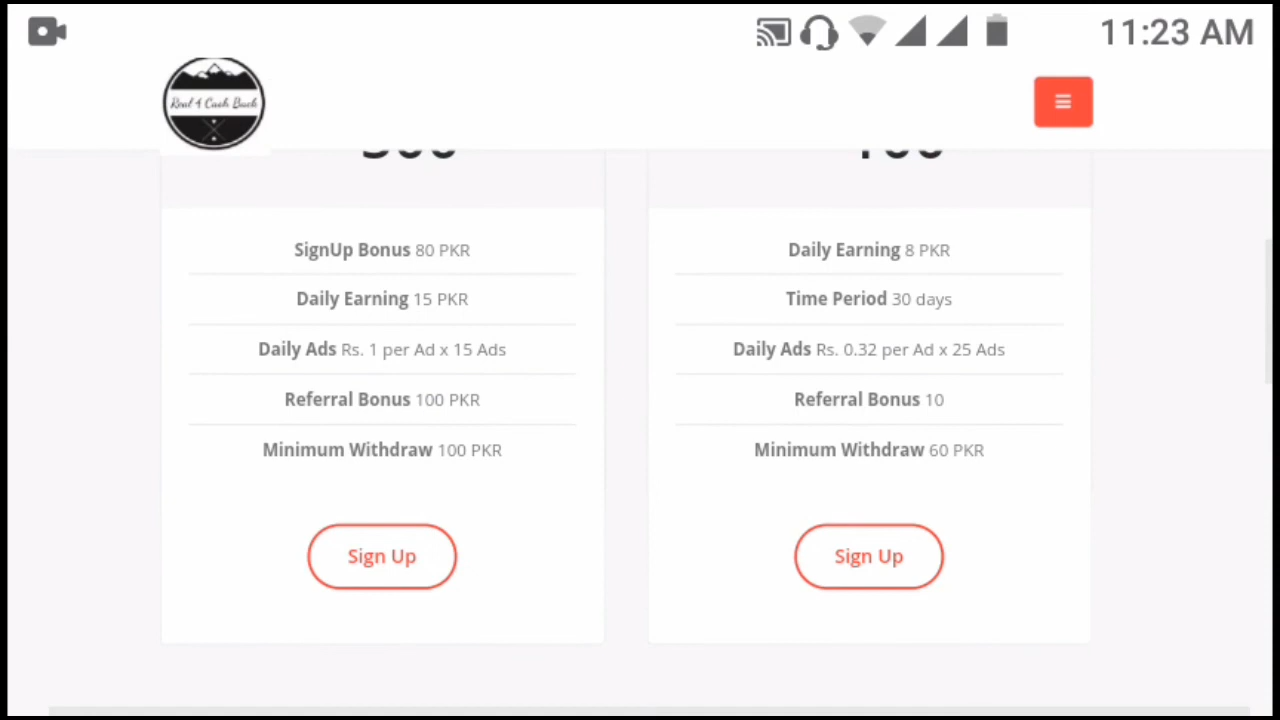 11:23 AM
Real 4 Cash Back
SignUp Bonus 80 PKR
Daily Earning 15 PKR
Daily Ads Rs. 1 per Ad x 15 Ads
Referral Bonus 100 PKR
Minimum Withdraw 100 PKR
Sign Up
Daily Earning 8 PKR
Time Period 30 days
Daily Ads Rs. 0.32 per Ad x 25 Ads
Referral Bonus 10
Minimum Withdraw 60 PKR
Sign Up